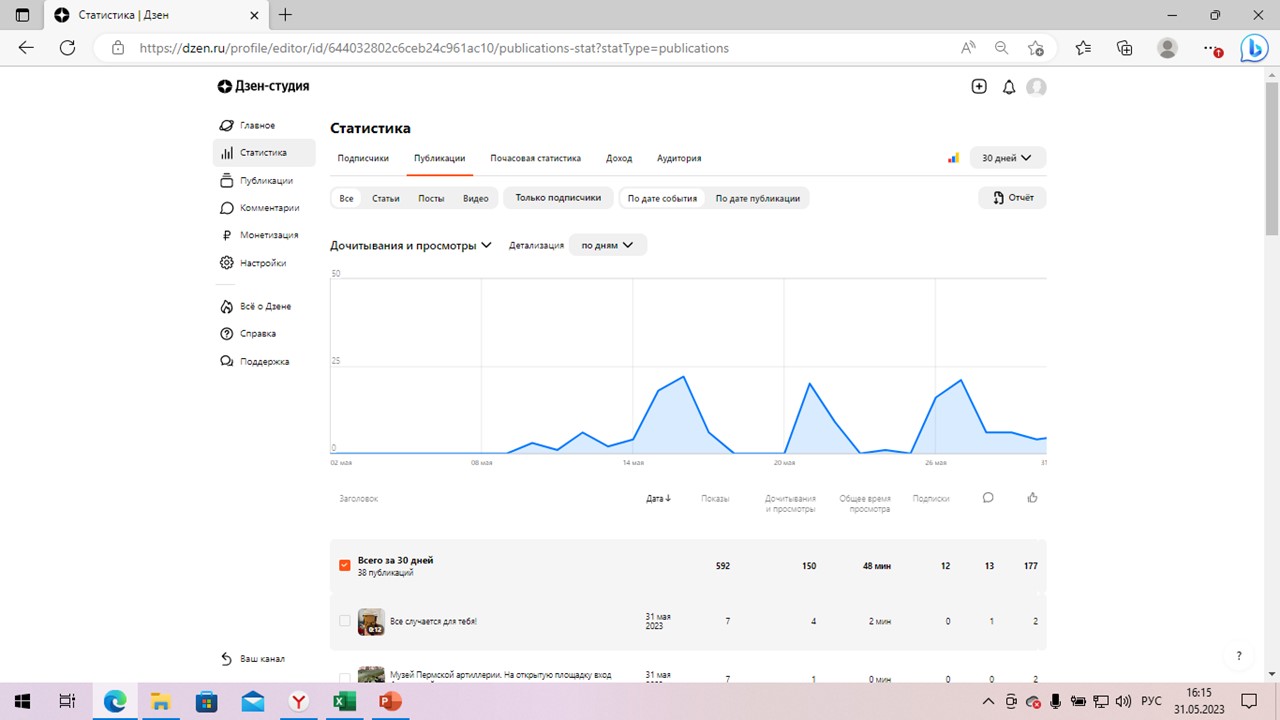 Статистика | Дзен
https://dzen.ru/profile/editor/id/644032802c6ceb24c961ac10/publications-stat?statType=publications
Дзен-студия
Главное
Статистика
Публикации
Комментарии
Монетизация
Настройки
Всё о Дзене
Справка
Поддержка
Ваш канал
Статистика
Подписчики Публикации Почасовая статистика Доход Аудитория 30 дней
Все Статьи Посты Видео Только подписчики По дате события По дате публикации Отчёт
Дочитывания и просмотры Детализация по дням
50
25
0
02 мая 08 мая 14 мая 20 мая 26 мая 31
Заголовок Дата↓ Показы Дочитывания и просмотры Общее время просмотра Подписки
Всего за 30 дней 592 150 48 мин 12 13 177
38 публикаций
0:12 Все случается для тебя! 31 мая 2023 7 4 2 мин 0 1 2
Музей Пермской артиллерии. На открытую площадку вход 31 мая 7 1 0 мин 0 0 2
?
РУС
16:15
31.05.2023